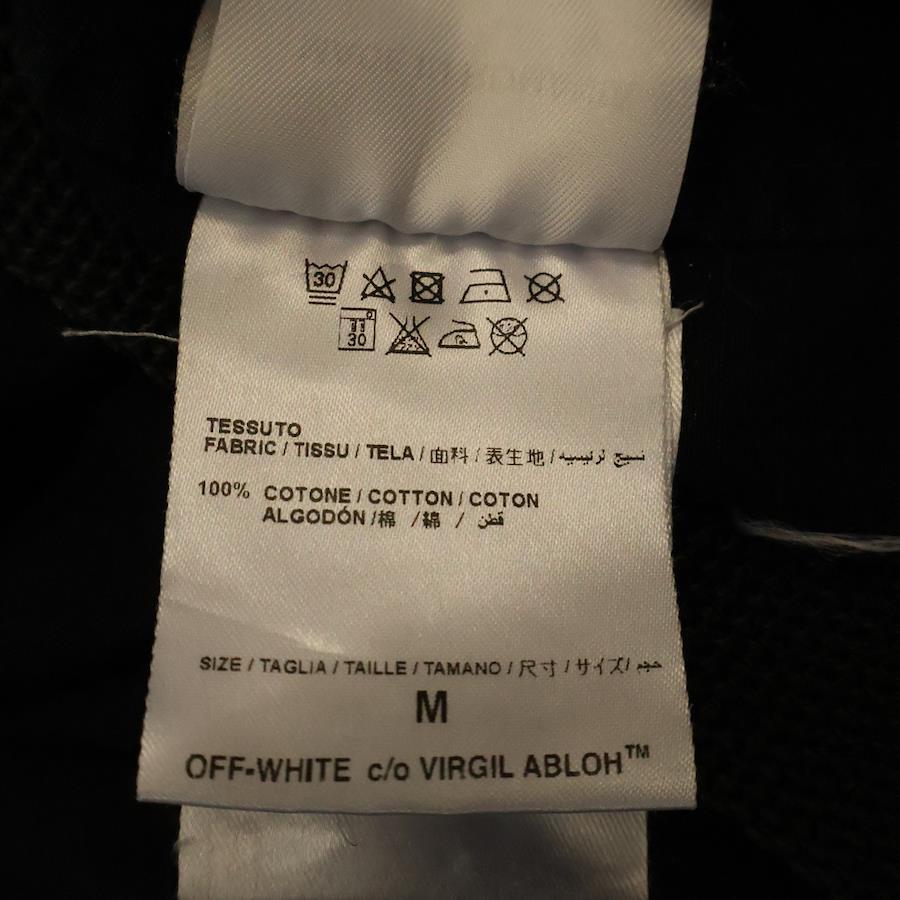 30
30
TESSUTO
FABRIC / TISSU / TELA / 面料 / 表生地 / نسيج لرئيسيه
100% COTONE / COTTON / COTON
ALGODÓN / 棉 / 綿 / قطن
SIZE / TAGLIA / TAILLE / TAMANO / 尺寸 / サイズ / حجم
M
OFF-WHITE c/o VIRGIL ABLOH™